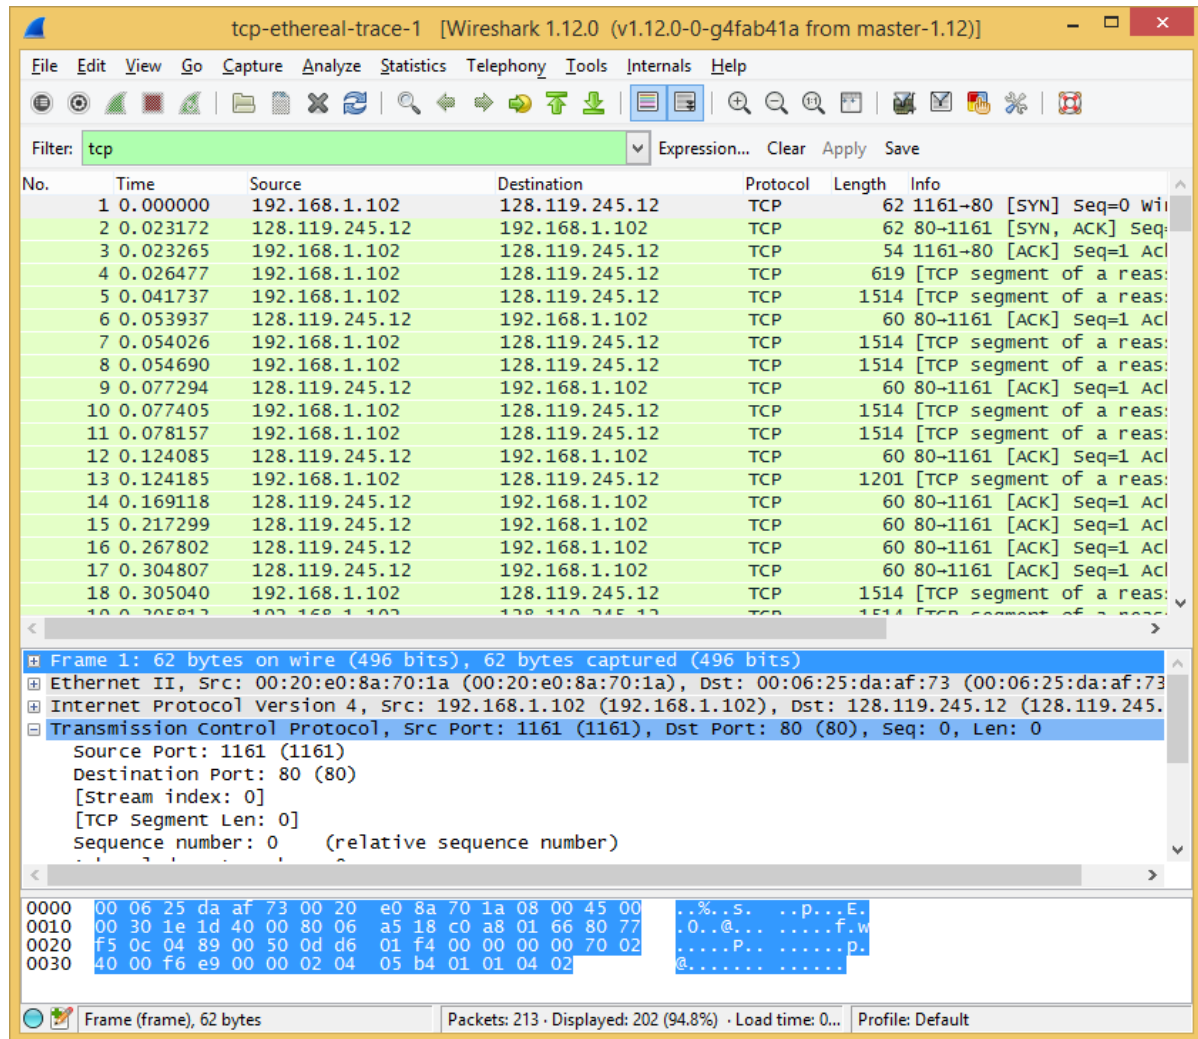 tcp-ethereal-trace-1 [Wireshark 1.12.0 (v1.12.0-0-g4fab41a from master-1.12)]
File Edit View Go Capture Analyze Statistics Telephony Tools Internals Help
Filter: tcp Expression... Clear Apply Save
No. Time Source Destination Protocol Length Info
1 0.000000 192.168.1.102 128.119.245.12 TCP 62 1161→80 [SYN] Seq=0 Wi
2 0.023172 128.119.245.12 192.168.1.102 TCP 62 80→1161 [SYN, ACK] Seq
3 0.023265 192.168.1.102 128.119.245.12 TCP 54 1161→80 [ACK] Seq=1 Ac
4 0.026477 192.168.1.102 128.119.245.12 TCP 619 [TCP segment of a reas
5 0.041737 192.168.1.102 128.119.245.12 TCP 1514 [TCP segment of a reas
6 0.053937 128.119.245.12 192.168.1.102 TCP 60 80→1161 [ACK] Seq=1 Ac
7 0.054026 192.168.1.102 128.119.245.12 TCP 1514 [TCP segment of a reas
8 0.054690 192.168.1.102 128.119.245.12 TCP 1514 [TCP segment of a reas
9 0.077294 128.119.245.12 192.168.1.102 TCP 60 80→1161 [ACK] Seq=1 Ac
10 0.077405 192.168.1.102 128.119.245.12 TCP 1514 [TCP segment of a reas
11 0.078157 192.168.1.102 128.119.245.12 TCP 1514 [TCP segment of a reas
12 0.124085 128.119.245.12 192.168.1.102 TCP 60 80→1161 [ACK] Seq=1 Ac
13 0.124185 192.168.1.102 128.119.245.12 TCP 1201 [TCP segment of a reas
14 0.169118 128.119.245.12 192.168.1.102 TCP 60 80→1161 [ACK] Seq=1 Ac
15 0.217299 128.119.245.12 192.168.1.102 TCP 60 80→1161 [ACK] Seq=1 Ac
16 0.267802 128.119.245.12 192.168.1.102 TCP 60 80→1161 [ACK] Seq=1 Ac
17 0.304807 128.119.245.12 192.168.1.102 TCP 60 80→1161 [ACK] Seq=1 Ac
18 0.305040 192.168.1.102 128.119.245.12 TCP 1514 [TCP segment of a reas
19 0.305813 192.168.1.102 128.119.245.12 TCP 1514 [TCP segment of a reas
Frame 1: 62 bytes on wire (496 bits), 62 bytes captured (496 bits)
Ethernet II, Src: 00:20:e0:8a:70:1a (00:20:e0:8a:70:1a), Dst: 00:06:25:da:af:73 (00:06:25:da:af:73
Internet Protocol Version 4, Src: 192.168.1.102 (192.168.1.102), Dst: 128.119.245.12 (128.119.245.
Transmission Control Protocol, Src Port: 1161 (1161), Dst Port: 80 (80), Seq: 0, Len: 0
Source Port: 1161 (1161)
Destination Port: 80 (80)
[Stream index: 0]
[TCP Segment Len: 0]
Sequence number: 0 (relative sequence number)
0000 00 06 25 da af 73 00 20 e0 8a 70 1a 08 00 45 00 ..%..s. ..p...E.
0010 00 30 1e 1d 40 00 80 06 a5 18 c0 a8 01 66 80 77 .0..@... .....f.w
0020 f5 0c 04 89 00 50 0d d6 01 f4 00 00 00 00 70 02 .....P.. ......p.
0030 40 00 f6 e9 00 00 02 04 05 b4 01 01 04 02 @....... ......
Frame (frame), 62 bytes Packets: 213 · Displayed: 202 (94.8%) · Load time: 0... Profile: Default